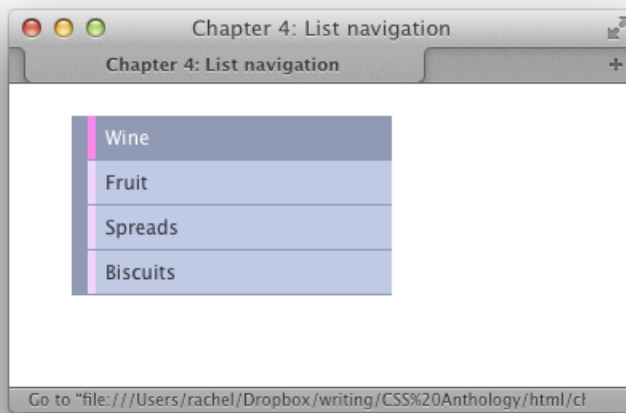 Chapter 4: List navigation
Chapter 4: List navigation
Wine
Fruit
Spreads
Biscuits
Go to "file:///Users/rachel/Dropbox/writing/CSS%20Anthology/html/cl